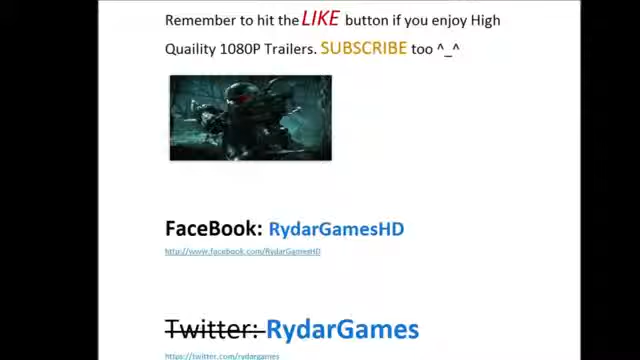 Remember to hit the LIKE button if you enjoy High
Quaility 1080P Trailers. SUBSCRIBE too ^_^
FaceBook: RydarGamesHD
http://www.facebook.com/RydarGamesHD
Twitter: RydarGames
https://twitter.com/rydargames